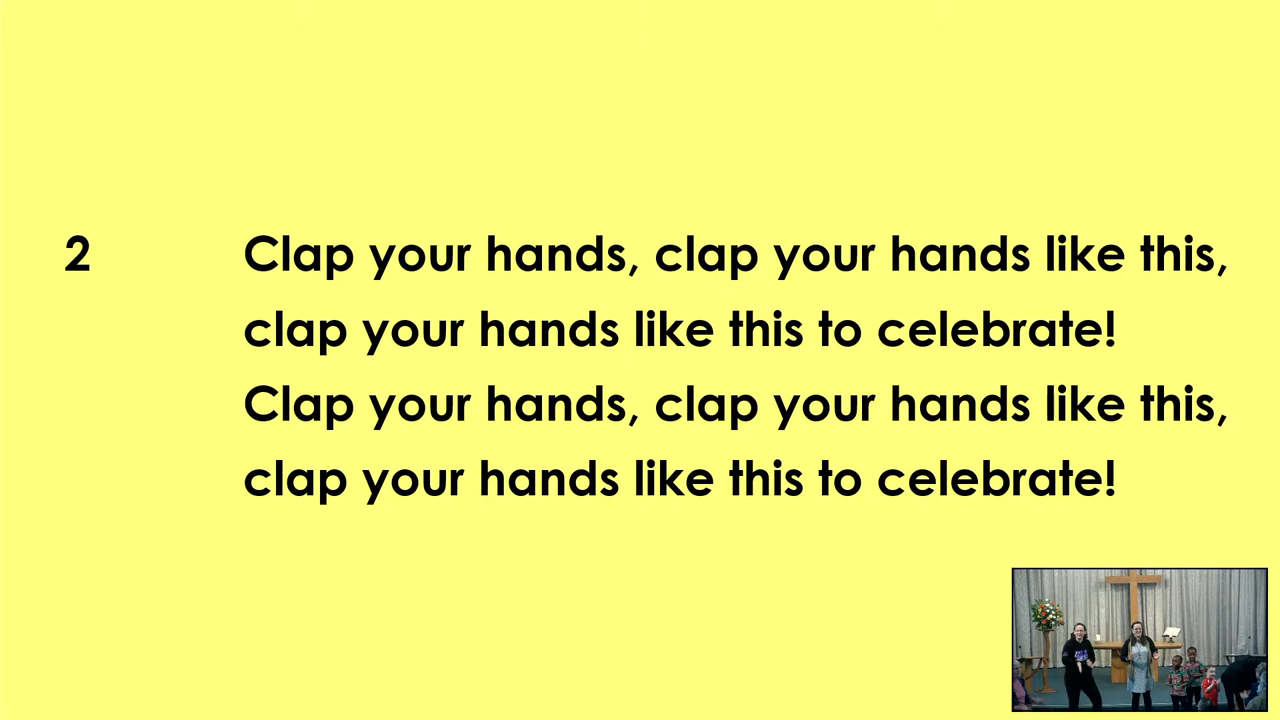 2 Clap your hands, clap your hands like this,
clap your hands like this to celebrate!
Clap your hands, clap your hands like this,
clap your hands like this to celebrate!